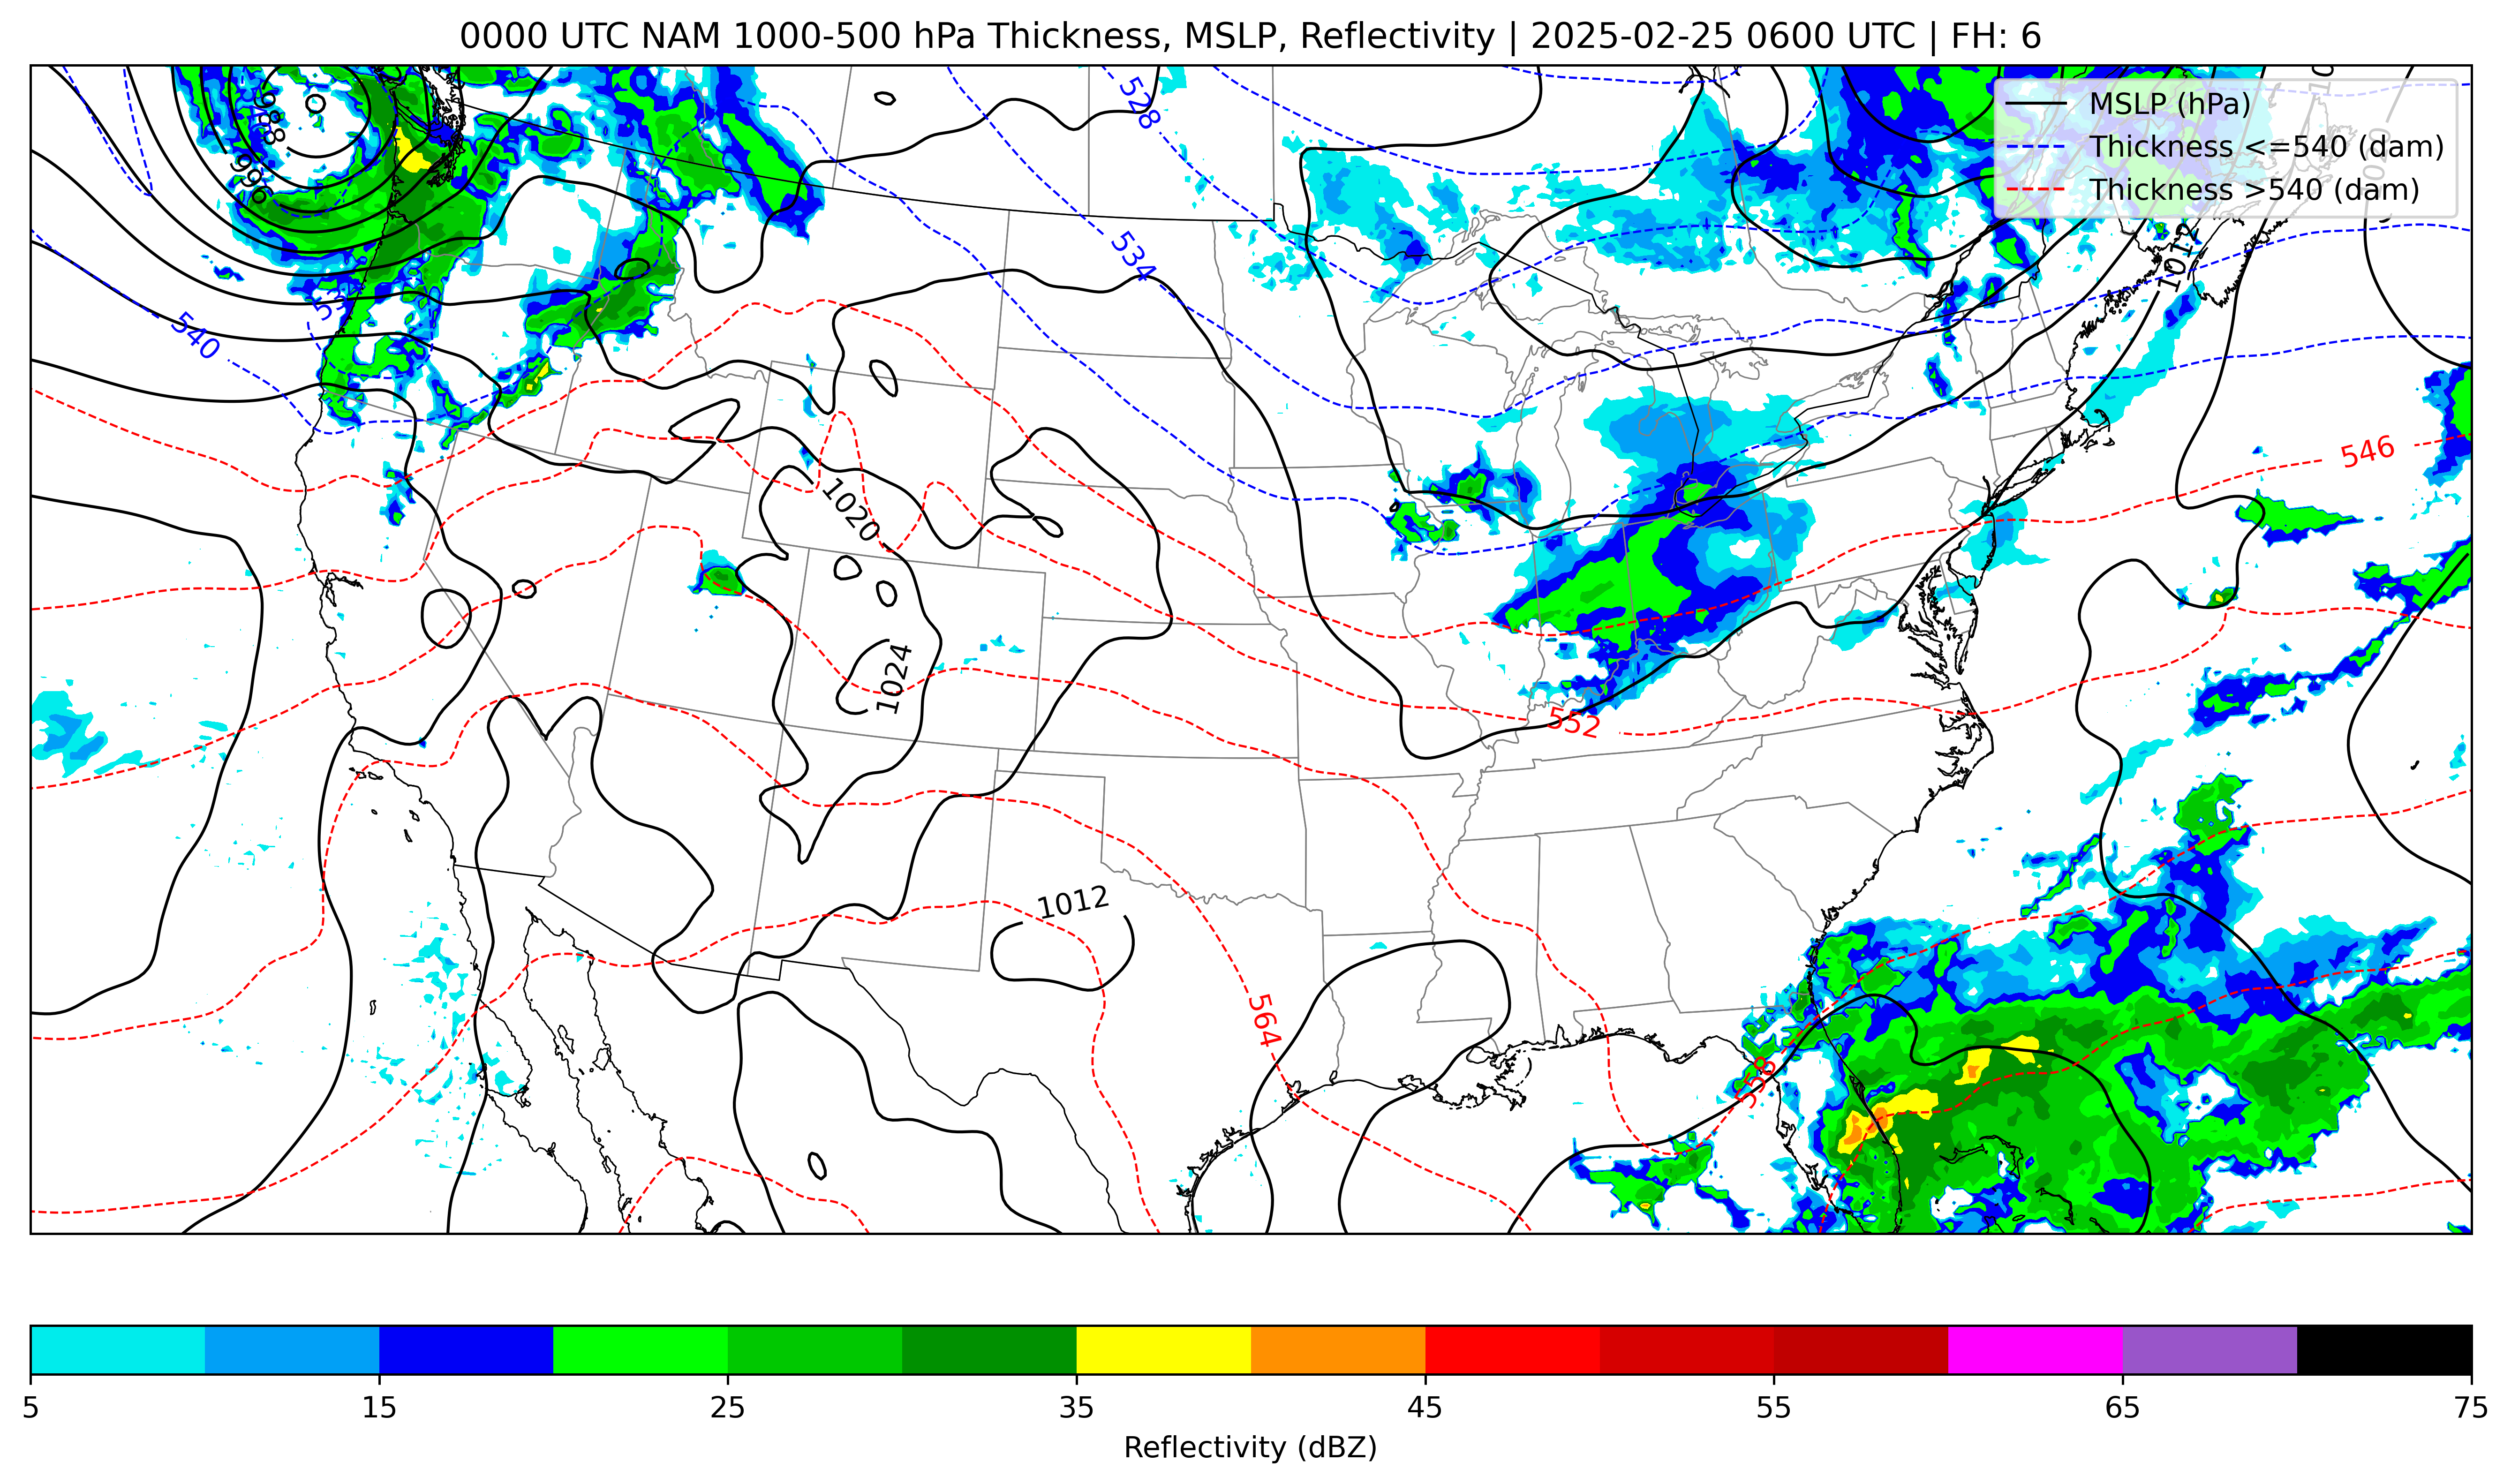 0000 UTC NAM 1000-500 hPa Thickness, MSLP, Reflectivity | 2025-02-25 0600 UTC | FH: 6
MSLP (hPa)
Thickness <=540 (dam)
Thickness >540 (dam)
528
988
996
534
1012
540
546
1020
1024
552
1012
564
558
5 15 25 35 45 55 65 75
Reflectivity (dBZ)